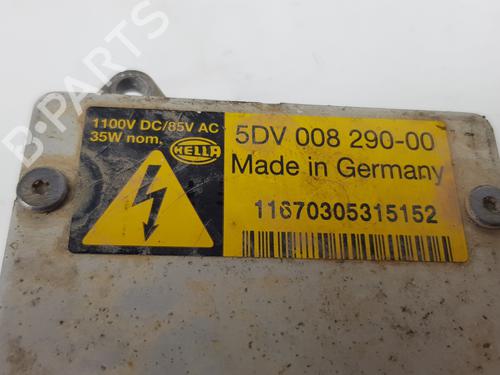 1100V DC/85V AC
35W nom.
HELLA
5DV 008 290-00
Made in Germany
11670305315152
B-PARTS